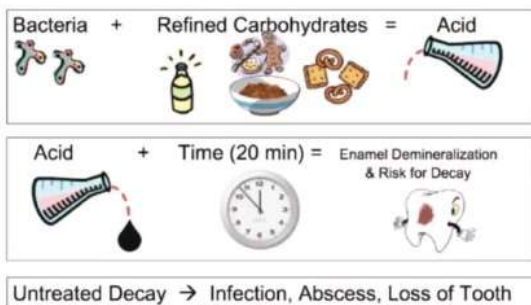 Bacteria + Refined Carbohydrates = Acid
Acid + Time (20 min) = Enamel Demineralization
& Risk for Decay
Untreated Decay → Infection, Abscess, Loss of Tooth